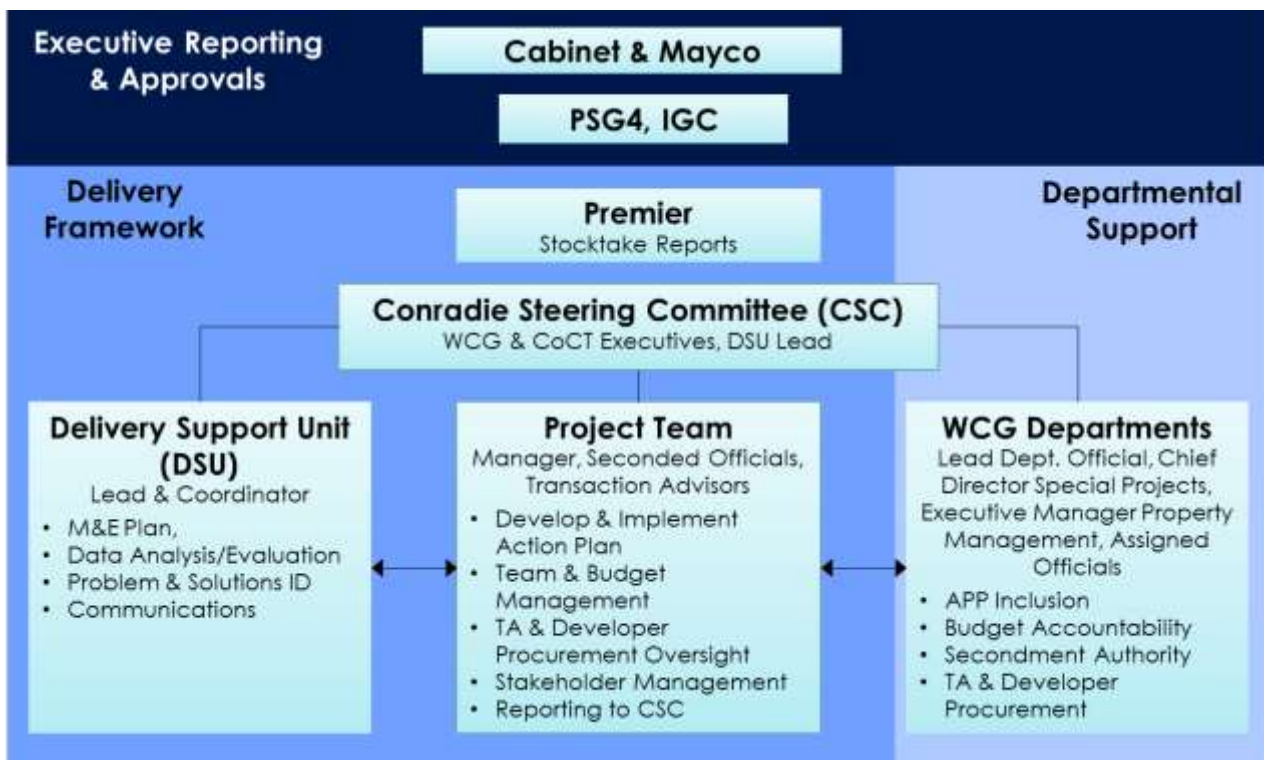 Executive Reporting
& Approvals
Cabinet & Mayco
PSG4, IGC
Delivery
Framework
Premier
Stocktake Reports
Departmental
Support
Conradie Steering Committee (CSC)
WCG & CoCT Executives, DSU Lead
Delivery Support Unit
(DSU)
Lead & Coordinator
• M&E Plan,
• Data Analysis/Evaluation
• Problem & Solutions ID
• Communications
Project Team
Manager, Seconded Officials,
Transaction Advisors
• Develop & Implement
Action Plan
• Team & Budget
Management
• TA & Developer
Procurement Oversight
• Stakeholder Management
• Reporting to CSC
WCG Departments
Lead Dept. Official, Chief
Director Special Projects,
Executive Manager Property
Management, Assigned
Officials
• APP Inclusion
• Budget Accountability
• Secondment Authority
• TA & Developer
Procurement